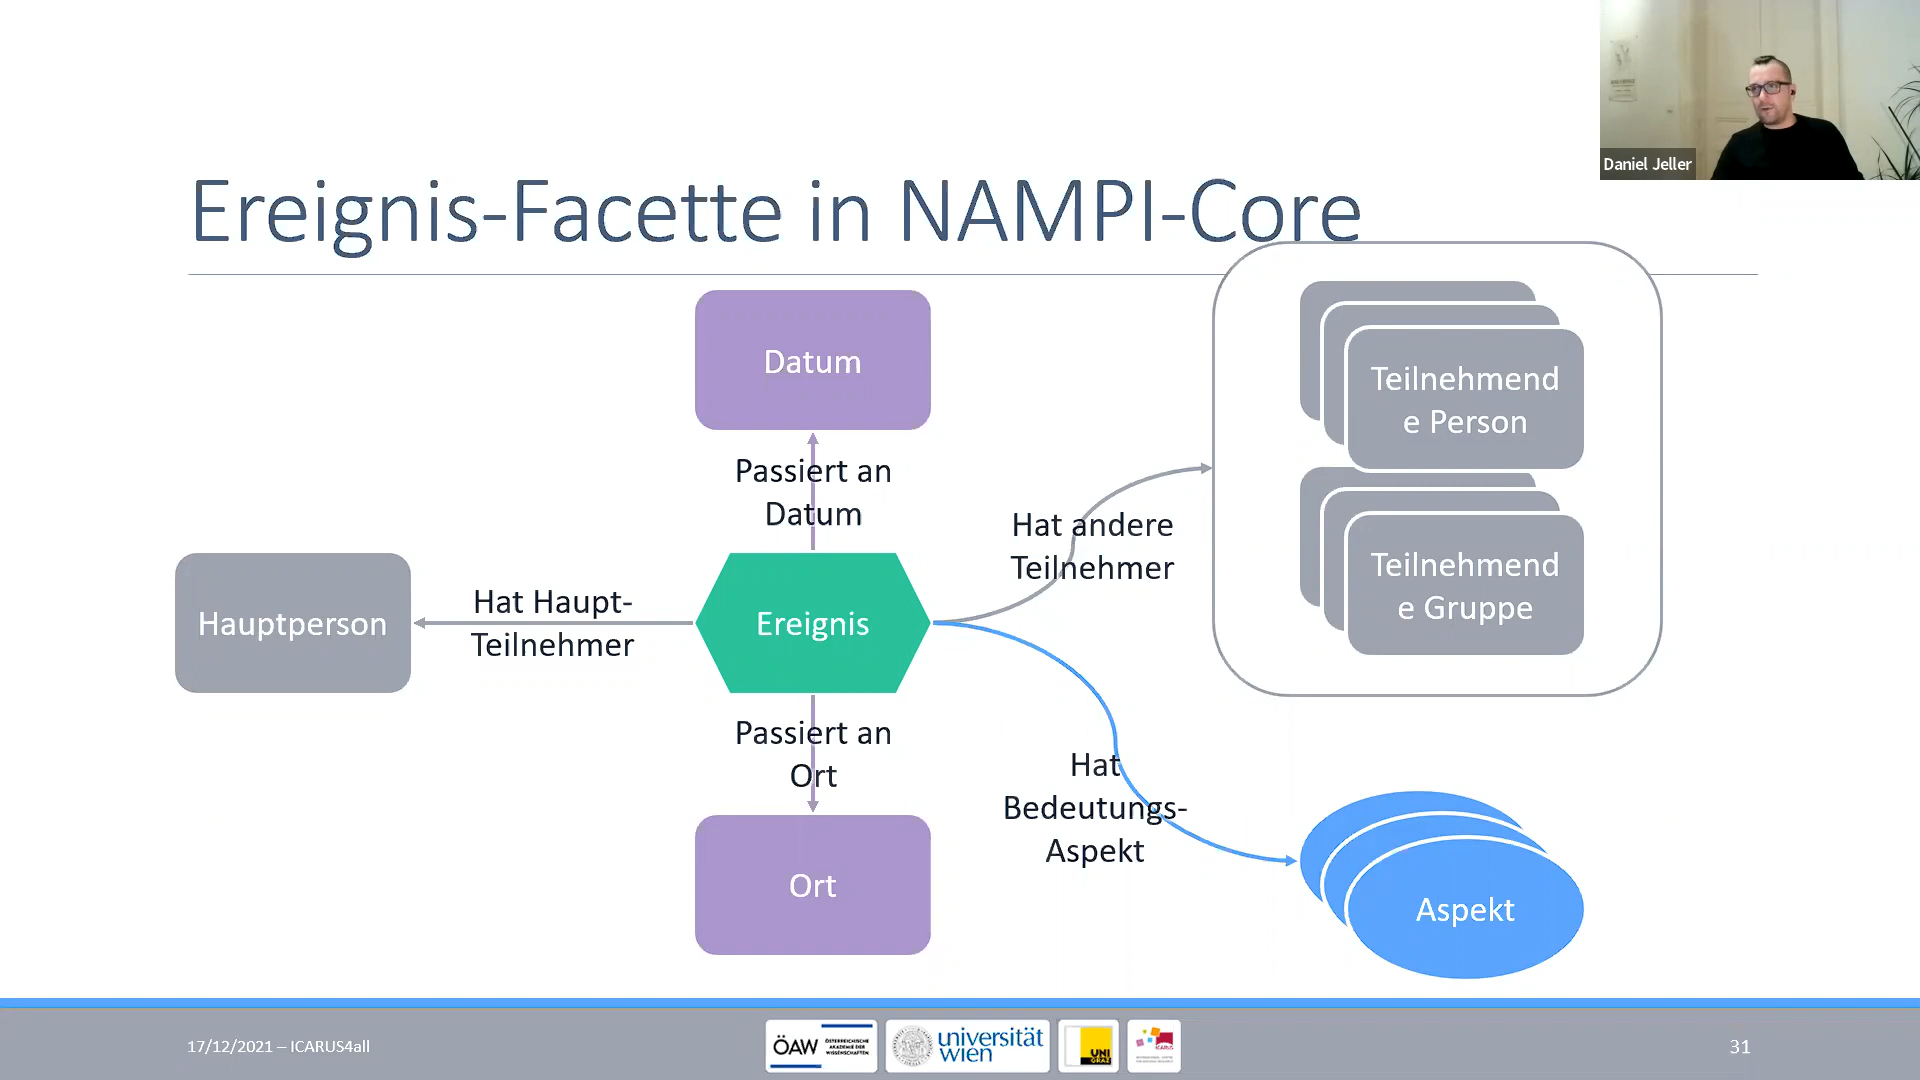 Daniel Jeller
Ereignis-Facette in NAMPI-Core
Datum
Teilnehmend
e Person
Passiert an
Datum
Hat andere
Teilnehmer
Teilnehmend
e Gruppe
Hauptperson
Hat Haupt-
Teilnehmer
Ereignis
Passiert an
Ort
Hat
Bedeutungs-
Aspekt
Ort
Aspekt
17/12/2021 – ICARUS4all
ÖAW
ÖSTERREICHISCHE
AKADEMIE DER
WISSENSCHAFTEN
universität
wien
UNI
GRAZ
ICARUS
31